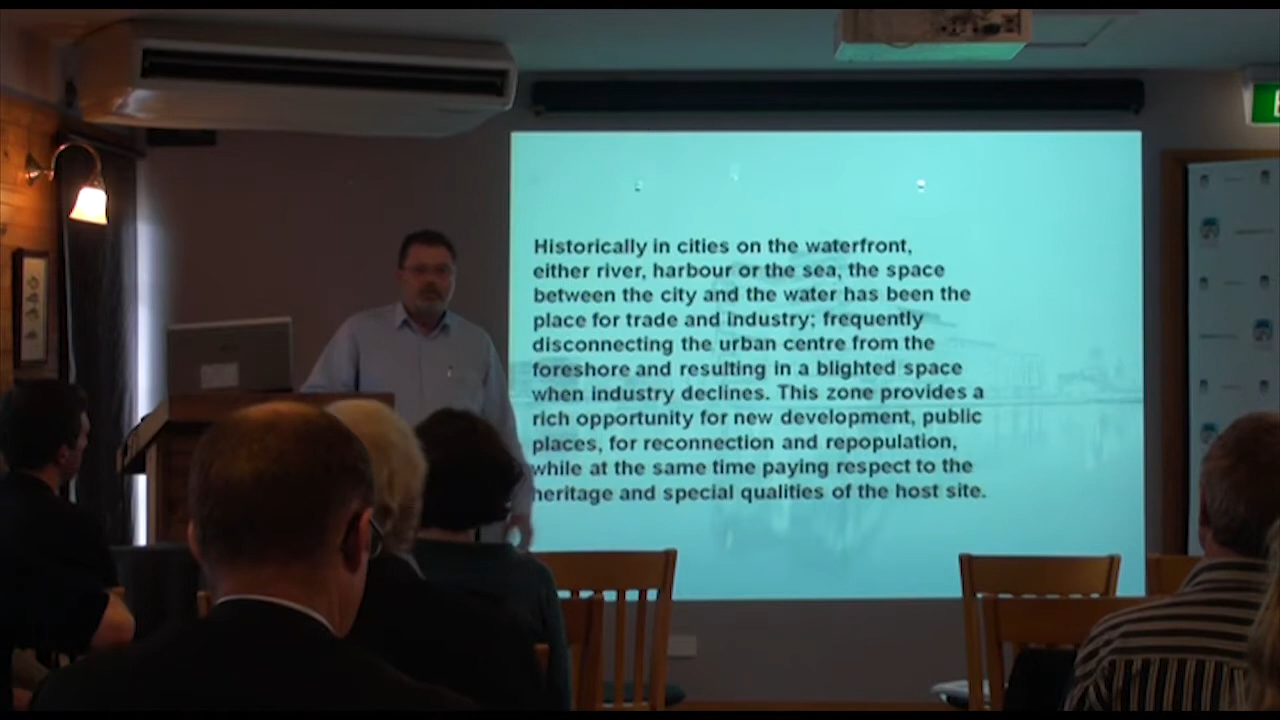 Historically in cities on the waterfront,
either river, harbour or the sea, the space
between the city and the water has been the
place for trade and industry; frequently
disconnecting the urban centre from the
foreshore and resulting in a blighted space
when industry declines. This zone provides a
rich opportunity for new development, public
places, for reconnection and repopulation,
while at the same time paying respect to the
heritage and special qualities of the host site.